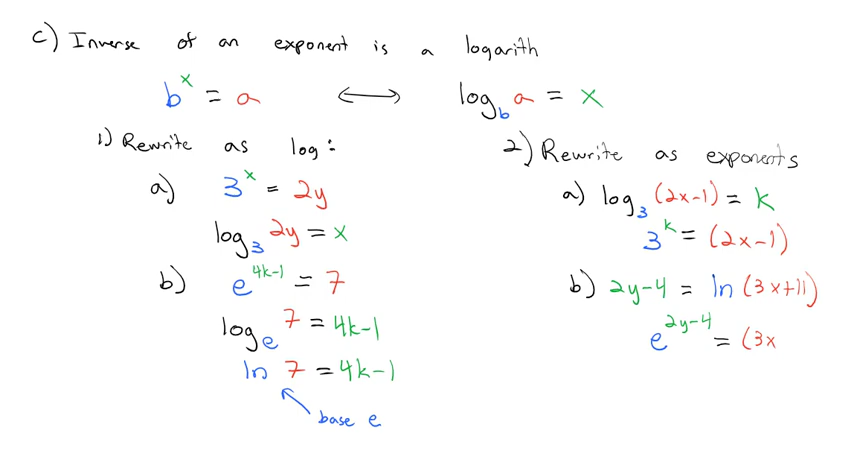 c) Inverse of an exponent is a logarith
b^x = a ⟷ log_b a = x
1) Rewrite as log:
a) 3^x = 2y
log_3 2y = x
b) e^(4k-1) = 7
log_e 7 = 4k-1
ln 7 = 4k-1
base e
2) Rewrite as exponents
a) log_3 (2x-1) = k
3^k = (2x-1)
b) 2y-4 = ln (3x+11)
e^(2y-4) = (3x